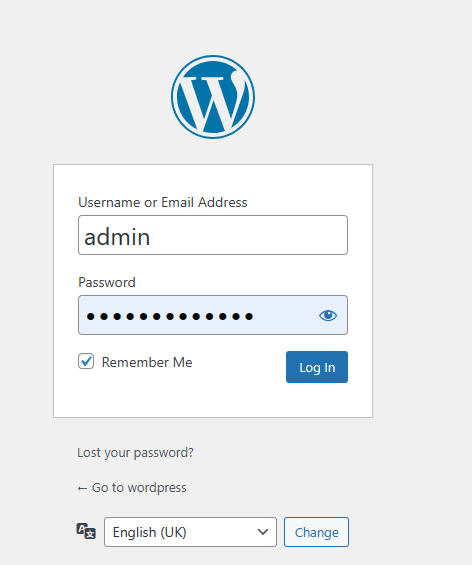 Username or Email Address
admin
Password
•••••••••••••
Remember Me
Log In
Lost your password?
← Go to wordpress
English (UK)
Change